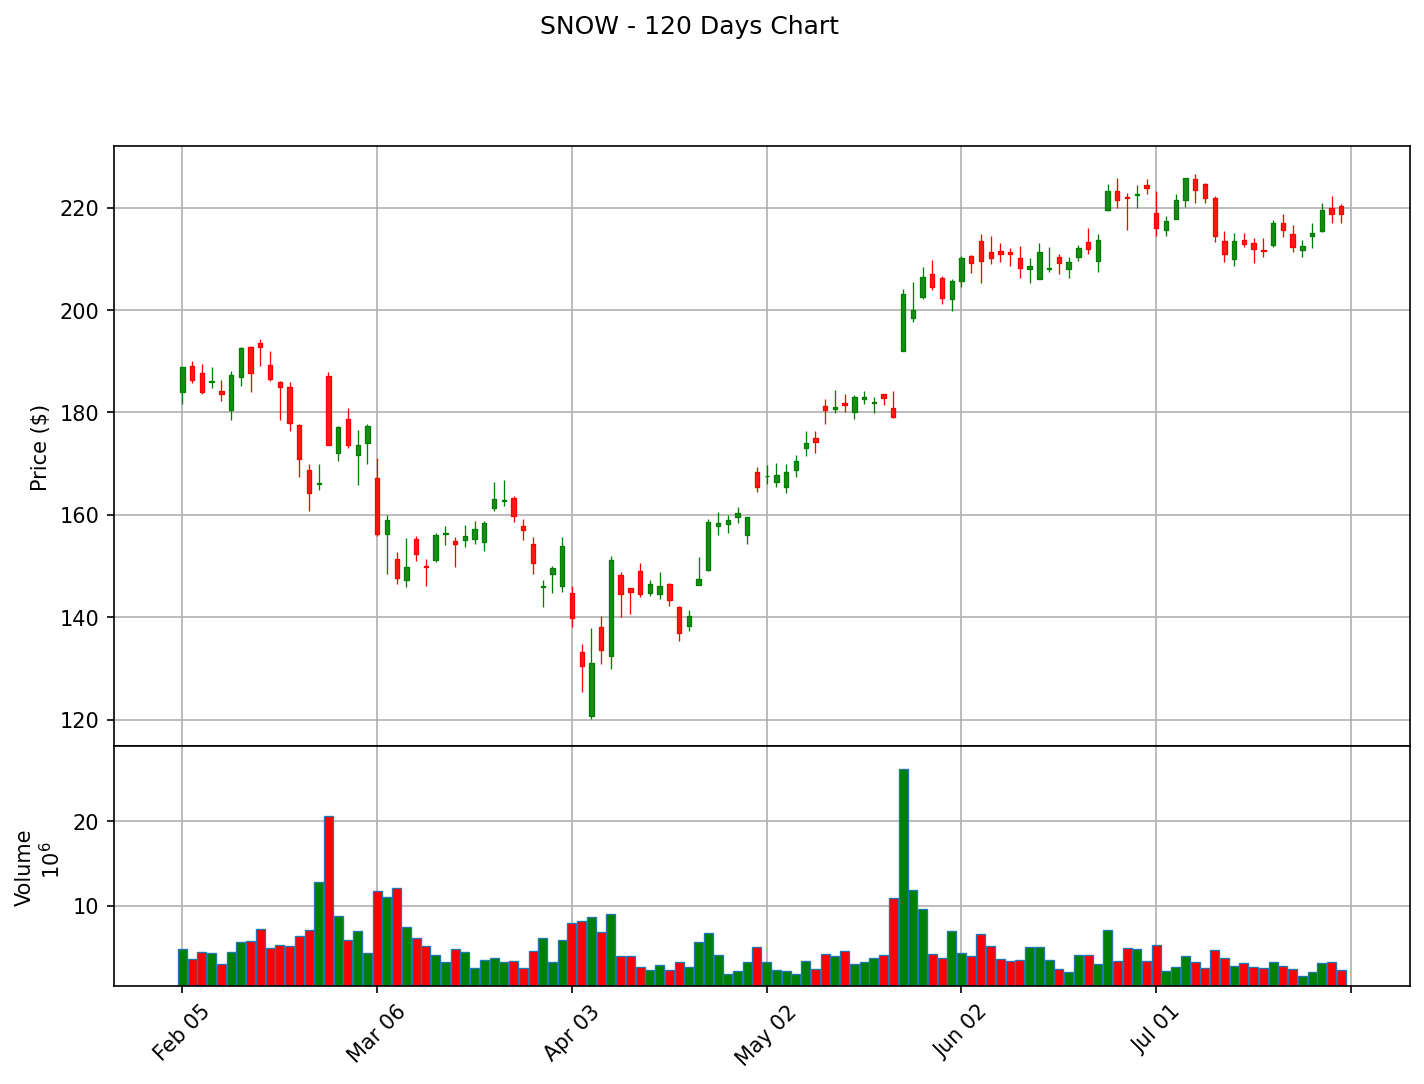 SNOW - 120 Days Chart
Price ($)
220
200
180
160
140
120
Volume
10⁶
20
10
Feb 05
Mar 06
Apr 03
May 02
Jun 02
Jul 01